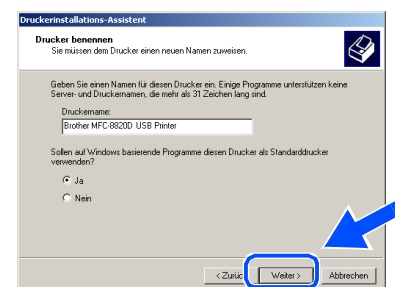 Druckerinstallations-Assistent
Drucker benennen
Sie müssen dem Drucker einen neuen Namen zuweisen.
Geben Sie einen Namen für diesen Drucker ein. Einige Programme unterstützen keine
Server- und Druckernamen, die mehr als 31 Zeichen lang sind.
Druckername:
Brother MFC-8820D USB Printer
Sollen auf Windows basierende Programme diesen Drucker als Standarddrucker
verwenden?
Ja
Nein
< Zurück Weiter > Abbrechen